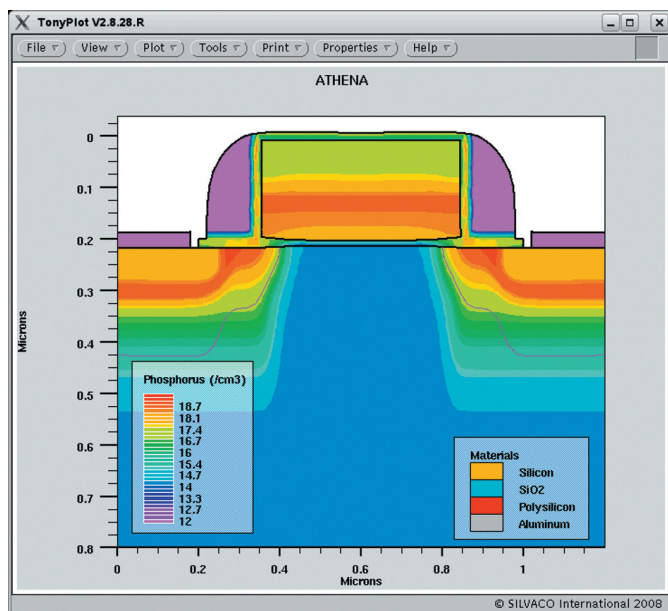 TonyPlot V2.8.28.R
File View Plot Tools Print Properties Help
ATHENA
0
0.1
0.2
0.3
0.4
0.5
0.6
0.7
0.8
Microns
Phosphorus (/cm3)
18.7
18.1
17.4
16.7
16
15.4
14.7
14
13.3
12.7
12
Materials
Silicon
SiO2
Polysilicon
Aluminum
0 0.2 0.4 0.6 0.8 1
Microns
© SILVACO International 2008